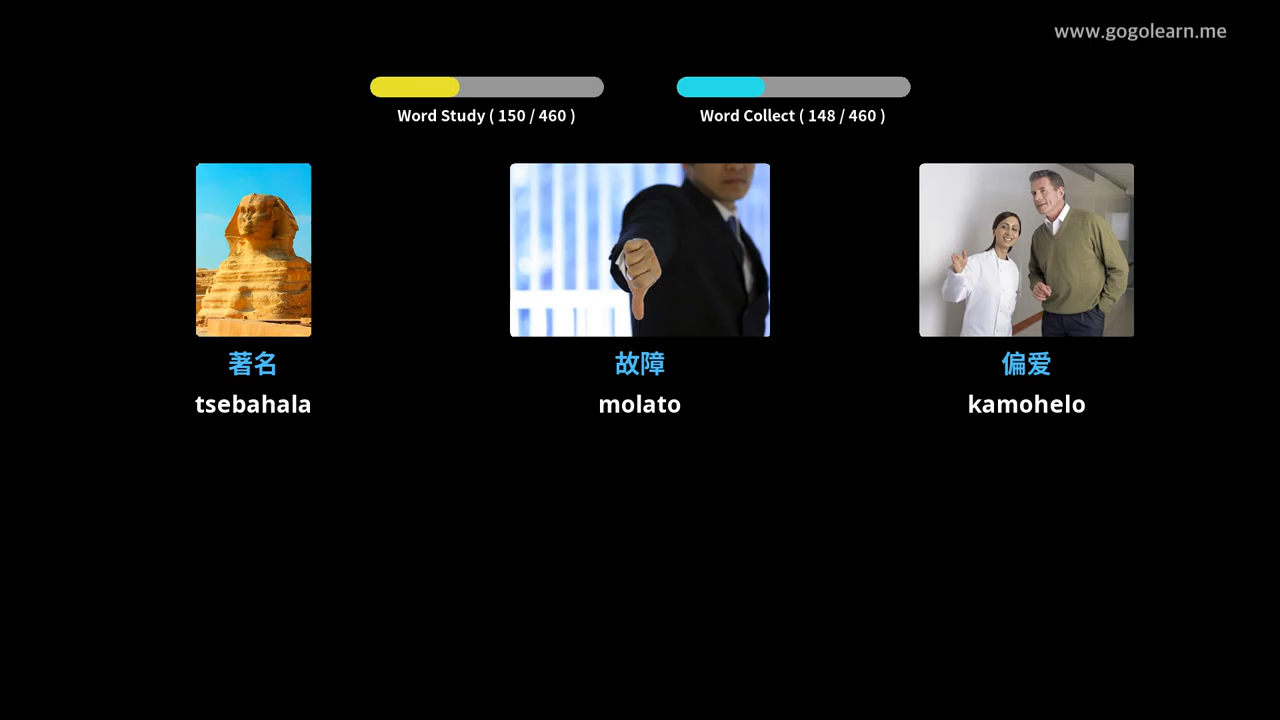 www.gogolearn.me
Word Study ( 150 / 460 )
Word Collect ( 148 / 460 )
著名
故障
偏爱
tsebahala
molato
kamohelo